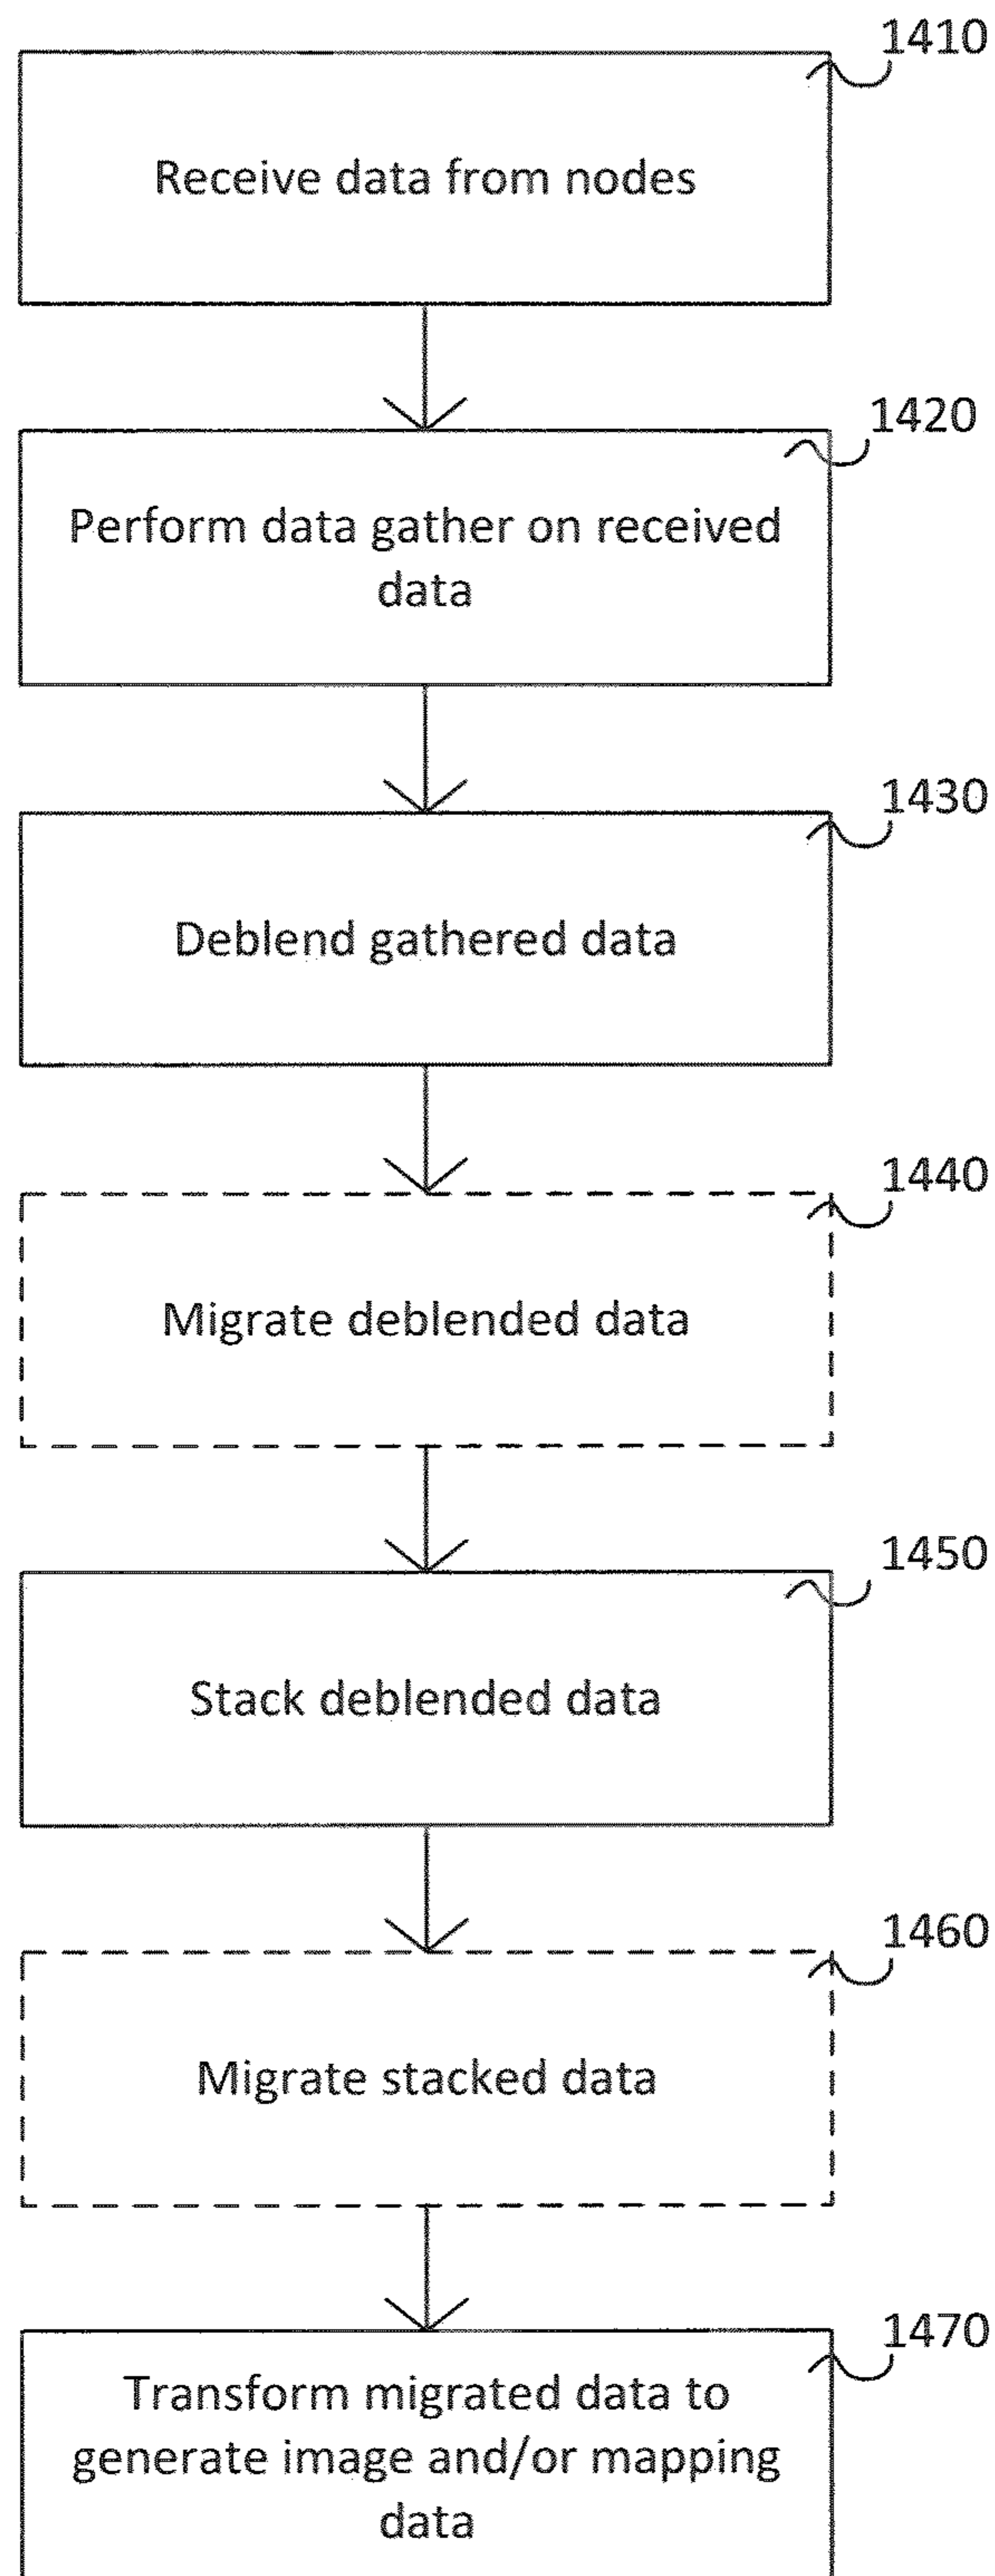 1410
Receive data from nodes
1420
Perform data gather on received
data
1430
Deblend gathered data
1440
Migrate deblended data
1450
Stack deblended data
1460
Migrate stacked data
1470
Transform migrated data to
generate image and/or mapping
data